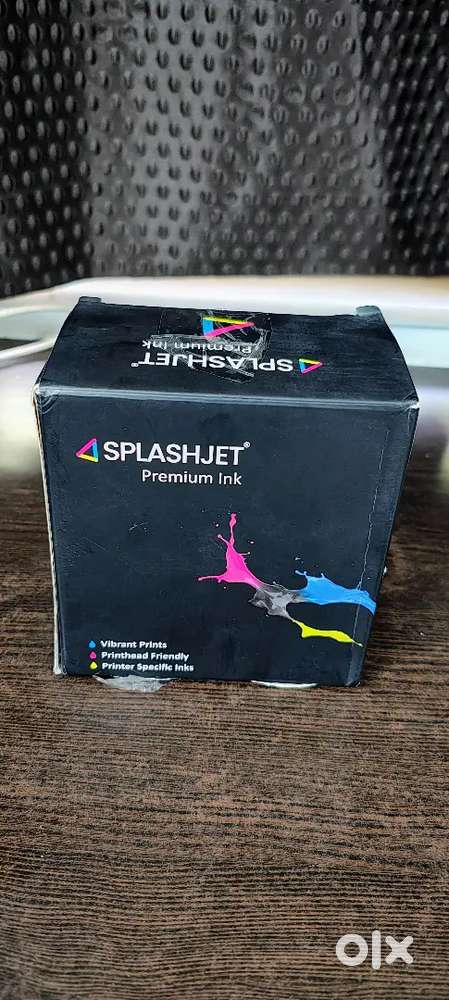 SPLASHJET®
Premium Ink
SPLASHJET®
Premium Ink
Vibrant Prints
Printhead Friendly
Printer Specific Inks
olx